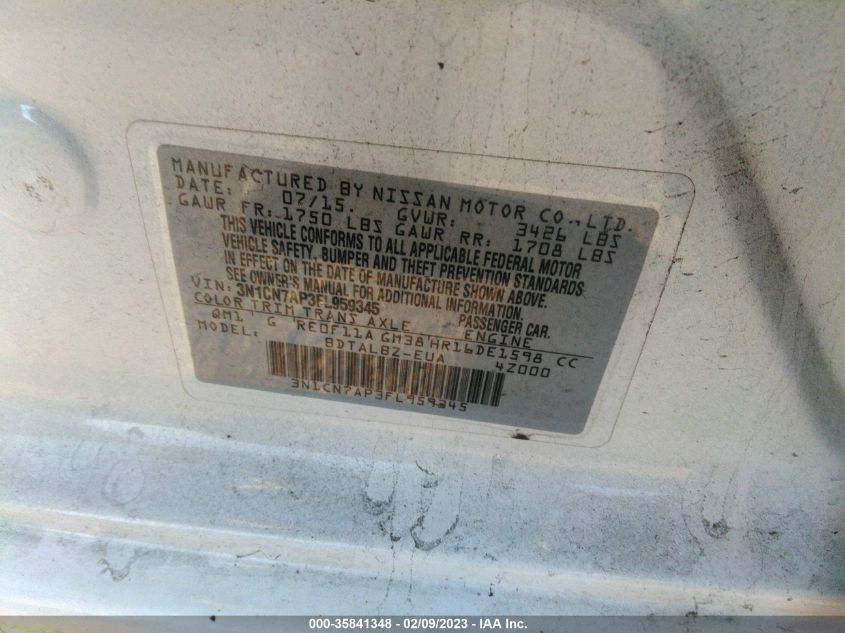 MANUFACTURED BY NISSAN MOTOR CO., LTD.
DATE: 07/15. GVWR: 3426 LBS
GAWR FR: 1750 LBS GAWR RR: 1708 LBS
THIS VEHICLE CONFORMS TO ALL APPLICABLE FEDERAL MOTOR
VEHICLE SAFETY, BUMPER AND THEFT PREVENTION STANDARDS
IN EFFECT ON THE DATE OF MANUFACTURE SHOWN ABOVE.
SEE OWNER'S MANUAL FOR ADDITIONAL INFORMATION.
VIN: 3N1CN7AP3FL959345 PASSENGER CAR.
COLOR TRIM TRANS AXLE ENGINE
QM1 G RE0F11A GM38 HR16DE1598 CC
MODEL: BDTALBZ-EUA 4Z000
3N1CN7AP3FL959345
000-35841348 - 02/09/2023 - IAA Inc.